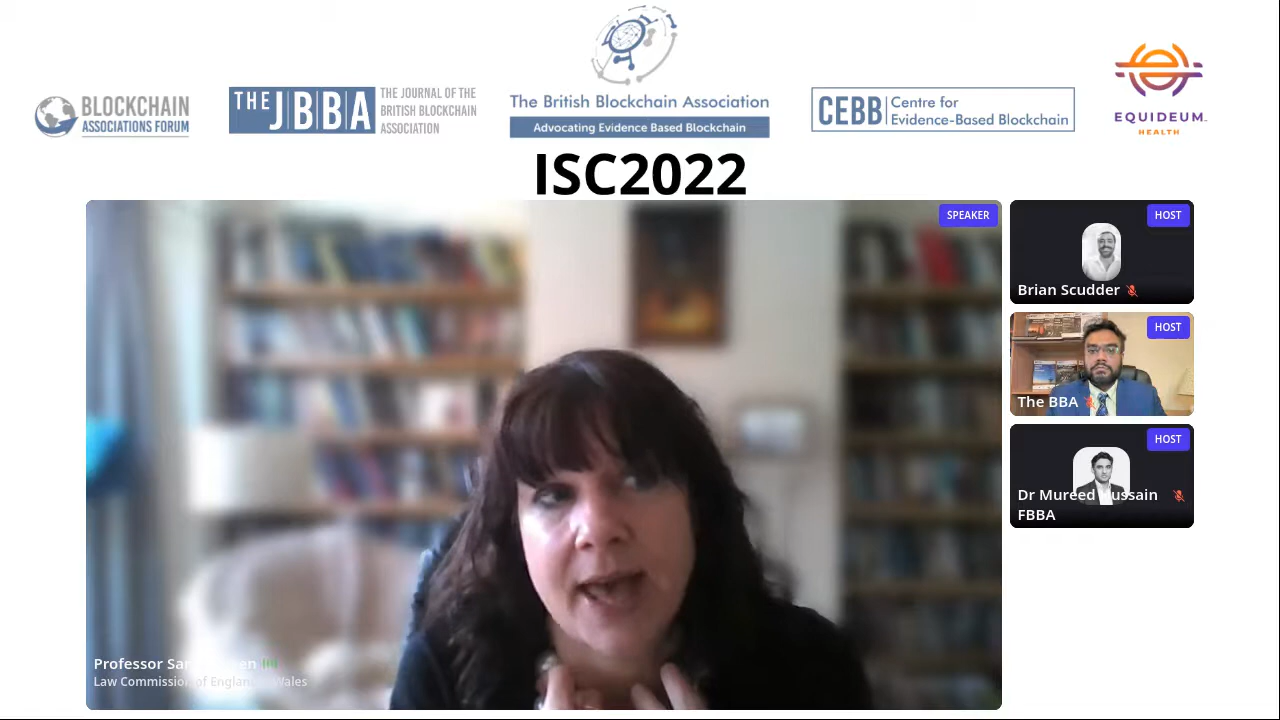 BLOCKCHAIN
ASSOCIATIONS FORUM
THE JBBA
THE JOURNAL OF THE
BRITISH BLOCKCHAIN
ASSOCIATION
The British Blockchain Association
Advocating Evidence Based Blockchain
CEBB
Centre for
Evidence-Based Blockchain
EQUIDEUM
HEALTH
ISC2022
SPEAKER
Professor
Law Commission of England Wales
HOST
Brian Scudder
HOST
The BBA
HOST
Dr Mureed Hussain
FBBA